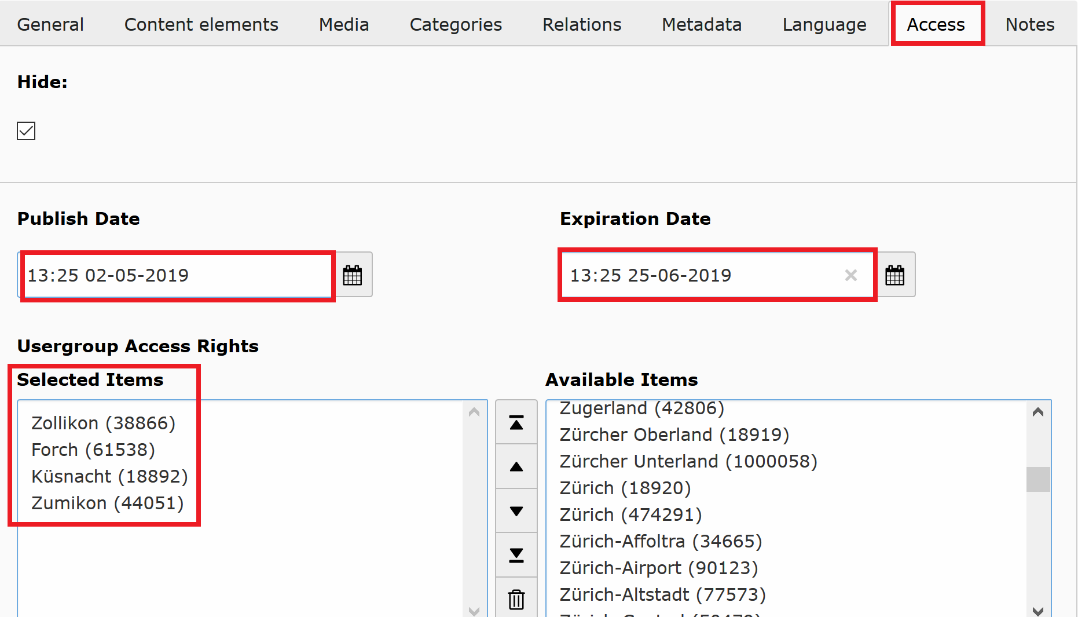 General Content elements Media Categories Relations Metadata Language Access Notes
Hide:
Publish Date
Expiration Date
13:25 02-05-2019
13:25 25-06-2019
Usergroup Access Rights
Selected Items
Available Items
Zollikon (38866)
Forch (61538)
Küsnacht (18892)
Zumikon (44051)
Zugerland (42806)
Zürcher Oberland (18919)
Zürcher Unterland (1000058)
Zürich (18920)
Zürich (474291)
Zürich-Affoltra (34665)
Zürich-Airport (90123)
Zürich-Altstadt (77573)